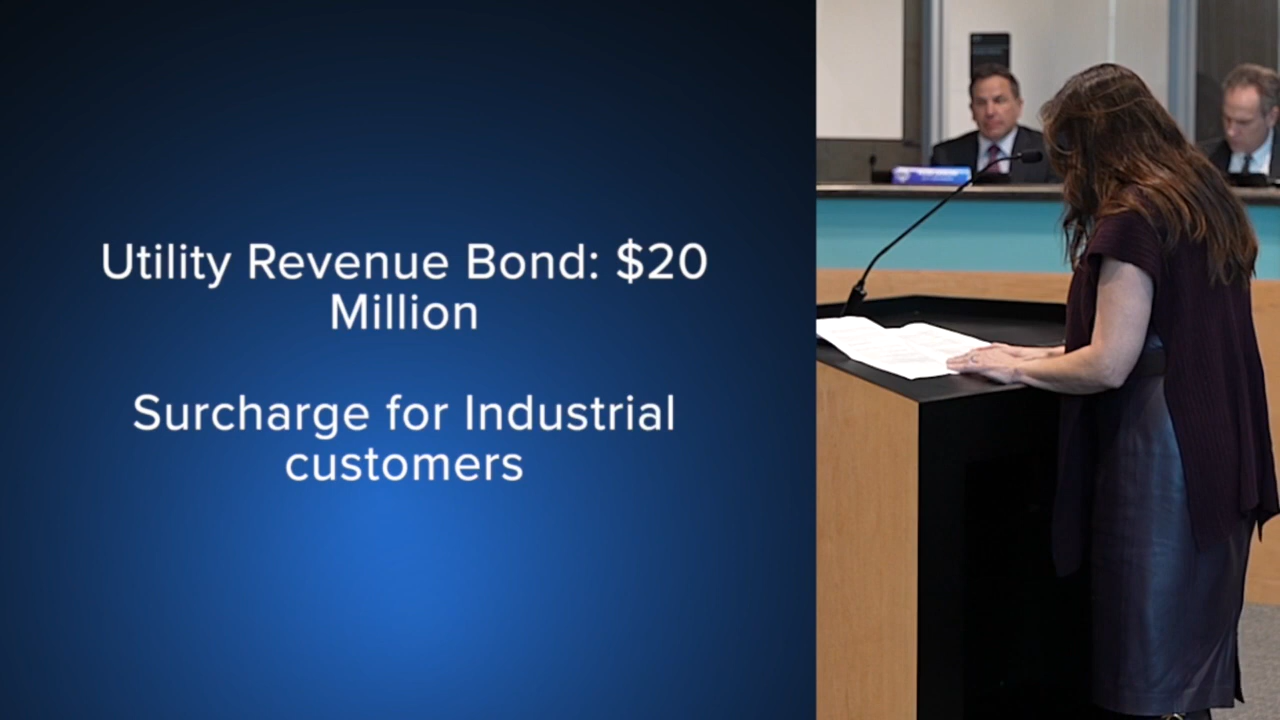 Utility Revenue Bond: $20
Million
Surcharge for Industrial
customers